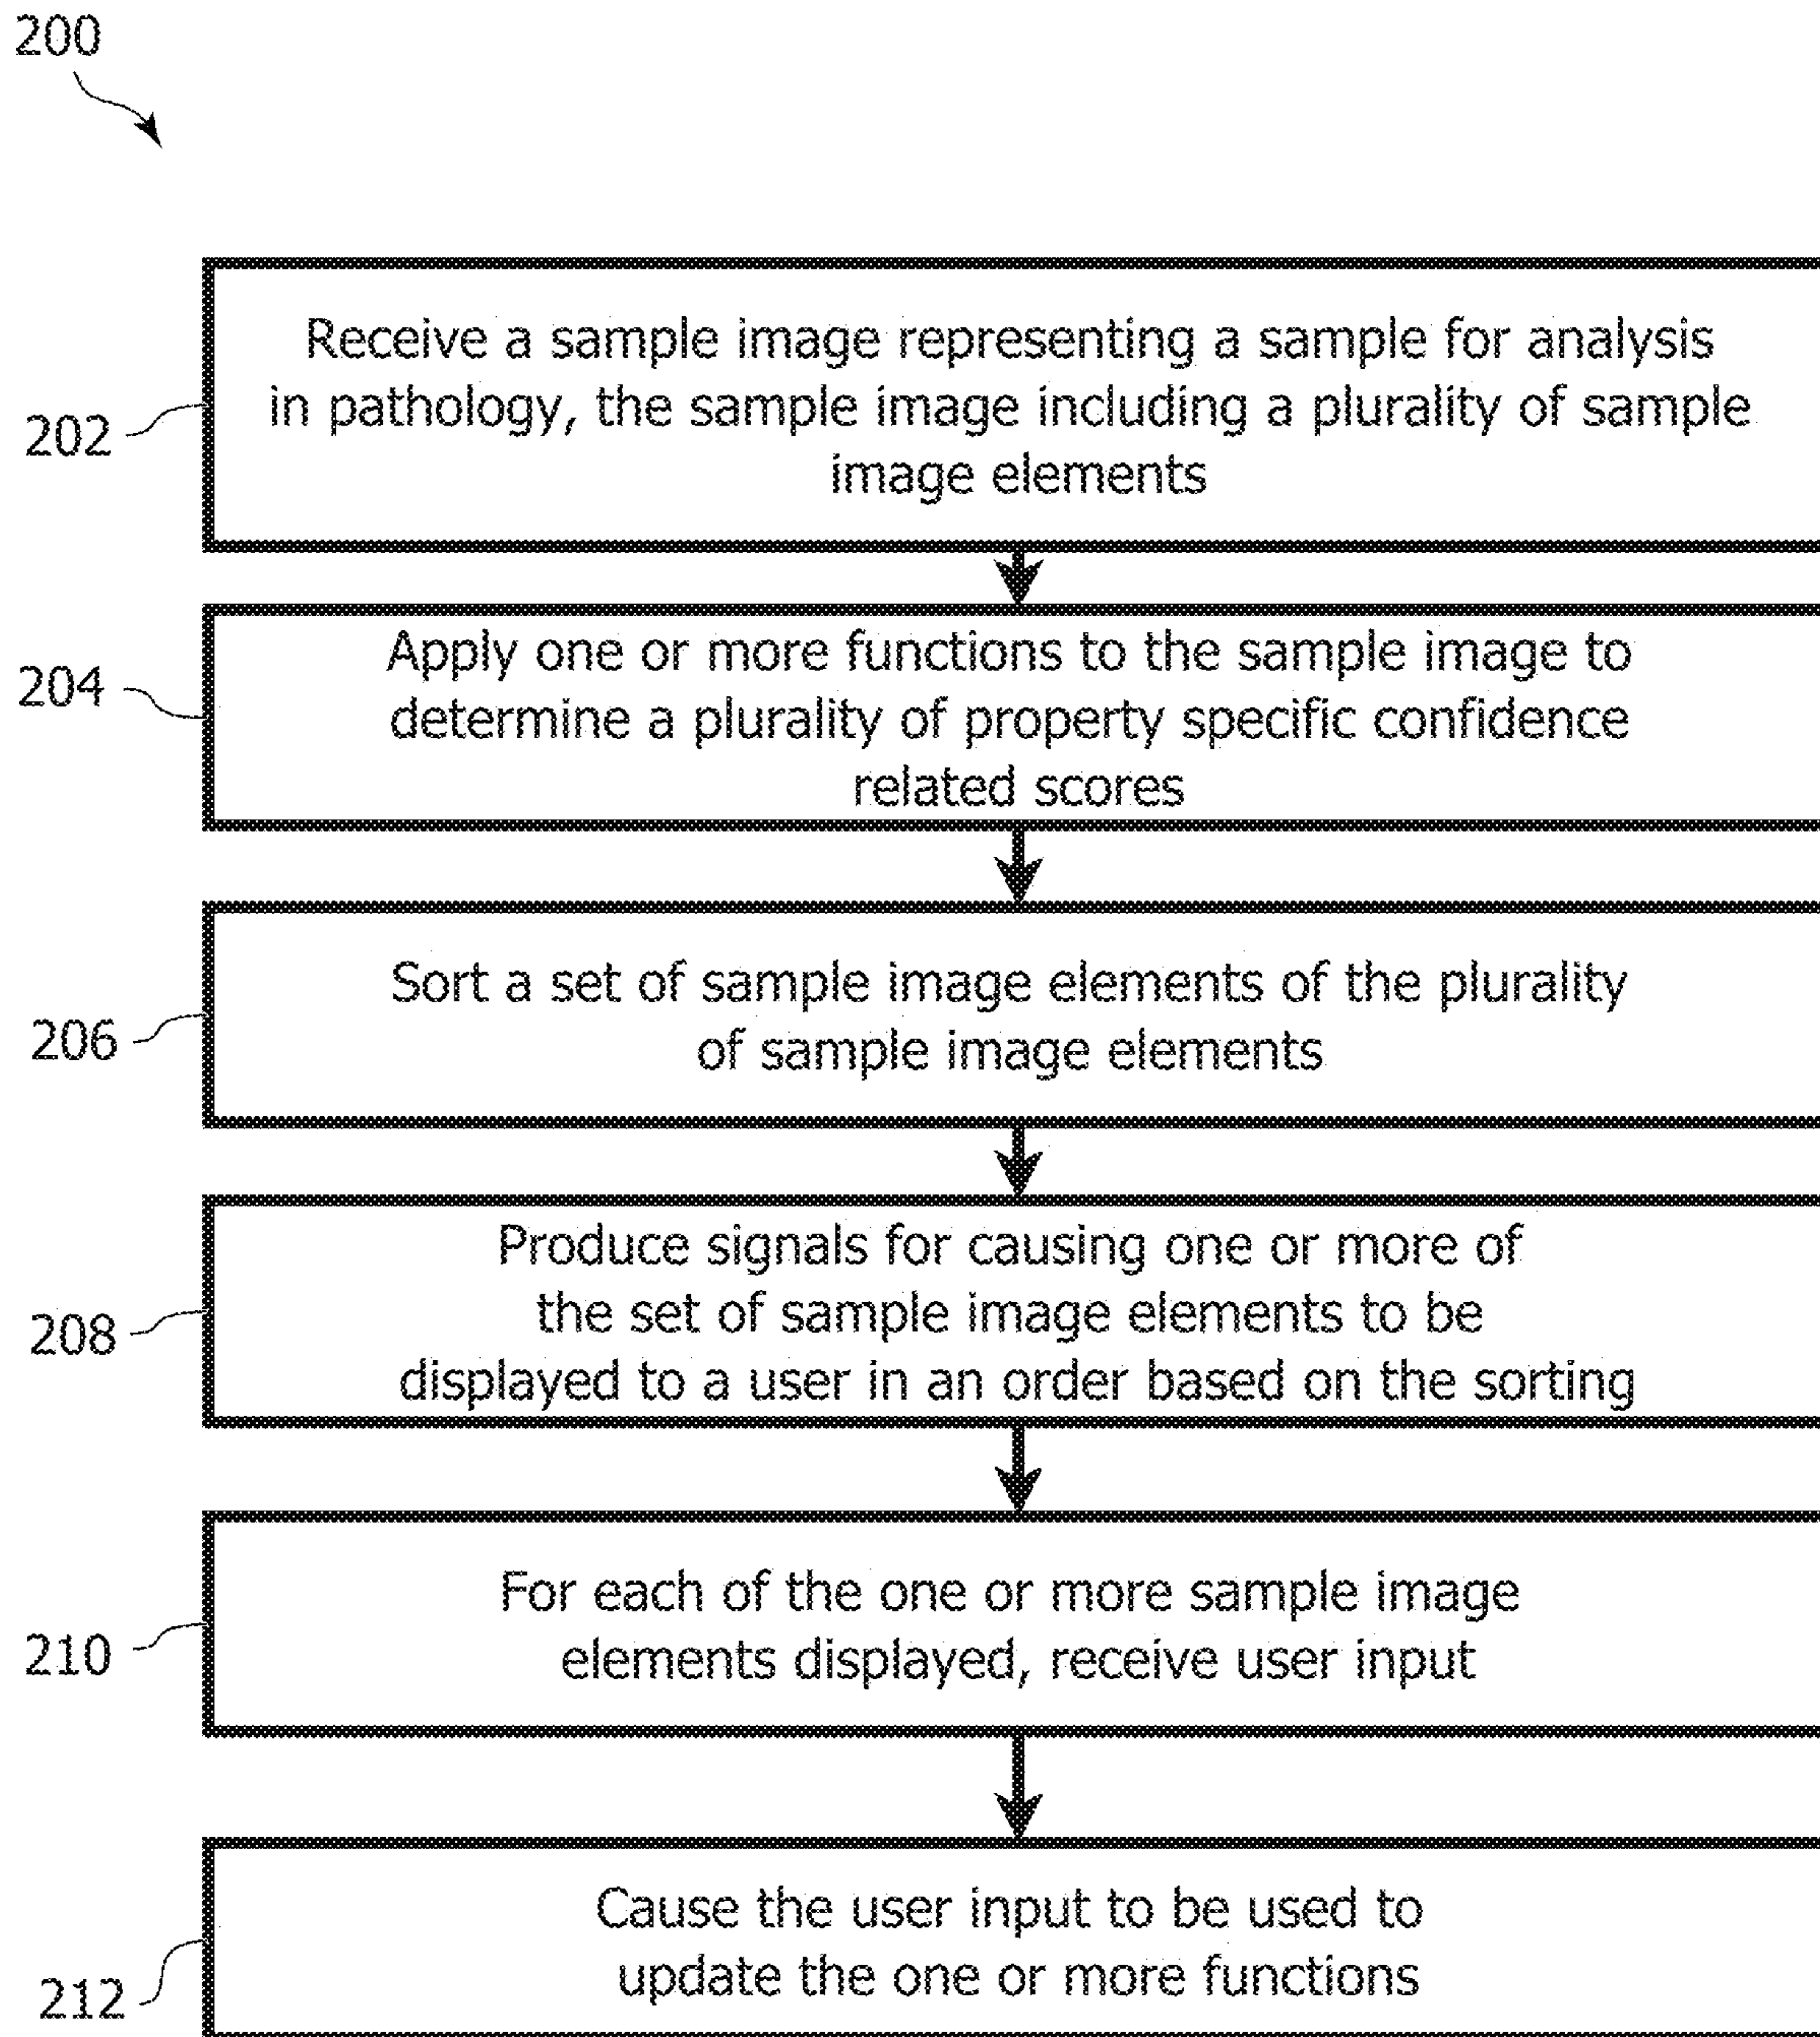 200
Receive a sample image representing a sample for analysis
in pathology, the sample image including a plurality of sample
image elements
202
Apply one or more functions to the sample image to
determine a plurality of property specific confidence
related scores
204
Sort a set of sample image elements of the plurality
of sample image elements
206
Produce signals for causing one or more of
the set of sample image elements to be
displayed to a user in an order based on the sorting
208
For each of the one or more sample image
elements displayed, receive user input
210
Cause the user input to be used to
update the one or more functions
212